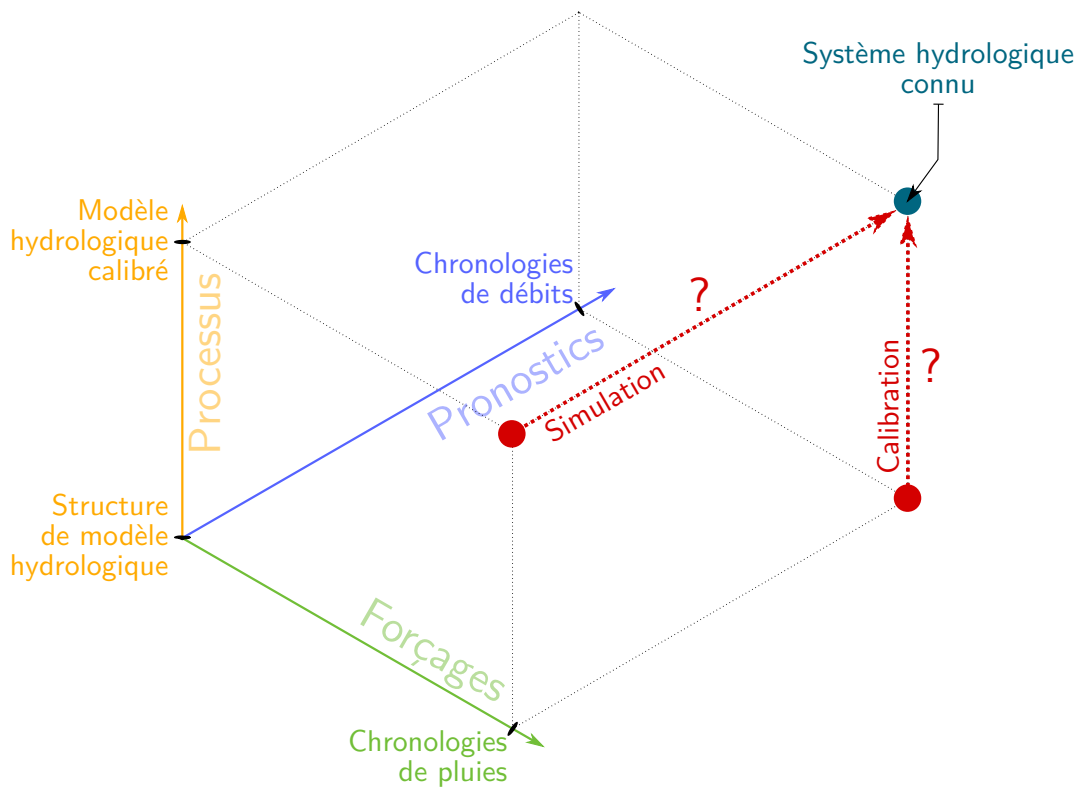 Système hydrologique
connu
Modèle
hydrologique
calibré
Processus
Chronologies
de débits
Pronostics
?
Simulation
Calibration
?
Structure
de modèle
hydrologique
Forçages
Chronologies
de pluies